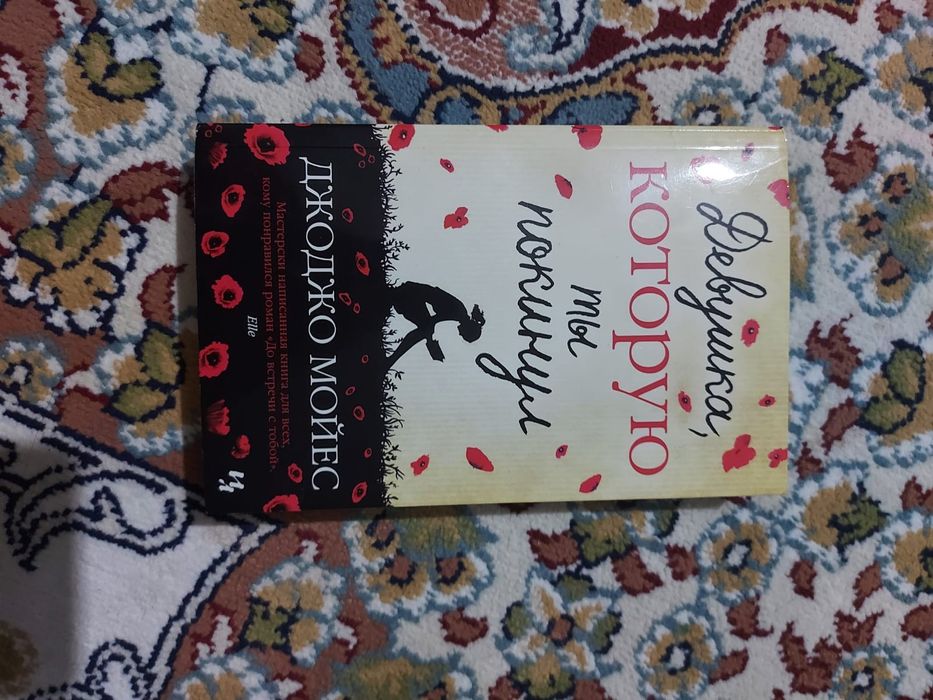 Девушка,
КОТОРУЮ
ты
покинул
ДЖОДЖО МОЙЕС
Мастерски написанная книга для всех,
кому понравился роман «До встречи с тобой».
Elle